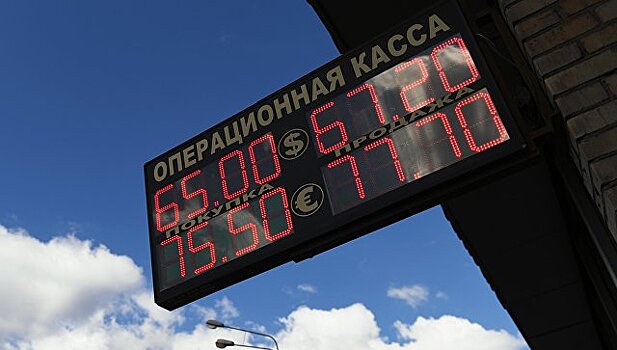 ОПЕРАЦИОННАЯ КАССА
65.00 $ 67.20
ПОКУПКА ПРОДАЖА
75.50 € 77.70